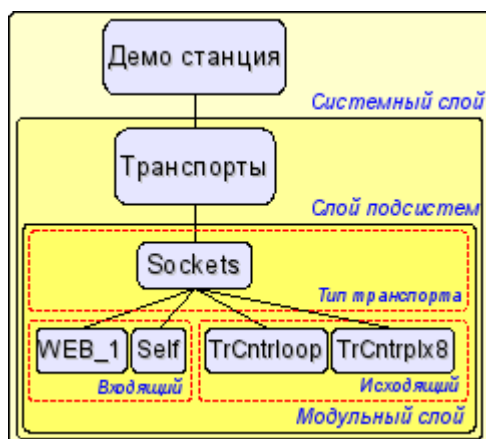 Демо станция
Системный слой
Транспорты
Слой подсистем
Sockets
Тип транспорта
WEB_1 Self TrCntrloop TrCntrplx8
Входящий Исходящий
Модульный слой